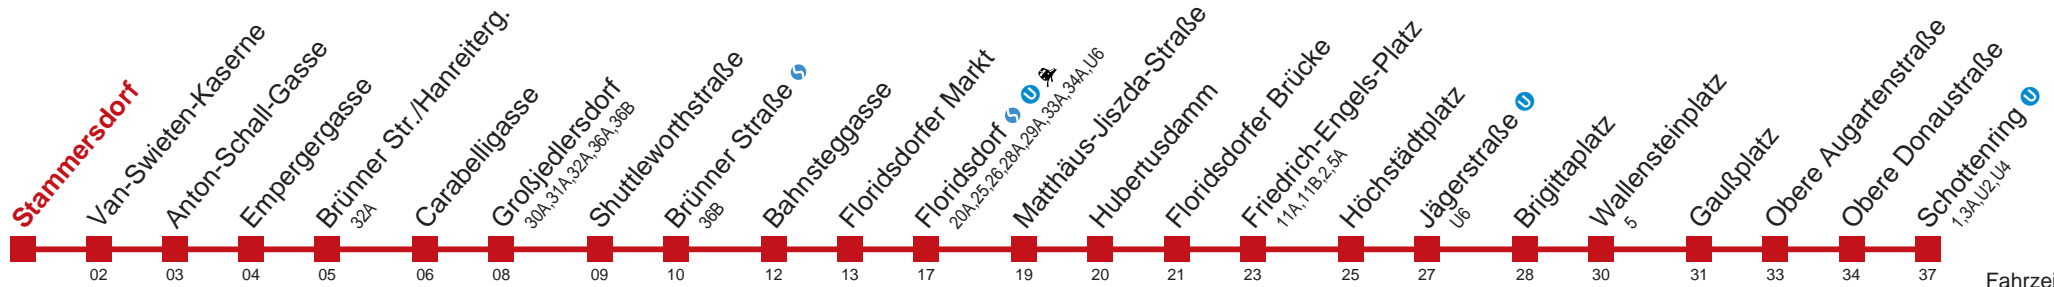 Stammersdorf
Van-Swieten-Kaserne
Anton-Schall-Gasse
Empergergasse
Brünner Str./Hanreiterg.
32A
Carabelligasse
Großjedlersdorf
30A,31A,32A,36A,36B
Shuttleworthstraße
Brünner Straße S
36B
Bahnsteggasse
Floridsdorfer Markt
Floridsdorf S U
20A,25,26,28A,29A,33A,34A,U6
Matthäus-Jiszda-Straße
Hubertusdamm
Floridsdorfer Brücke
Friedrich-Engels-Platz
11A,11B,2,5A
Höchstädtplatz
Jägerstraße U
U6
Brigittaplatz
Wallensteinplatz
5
Gaußplatz
Obere Augartenstraße
Obere Donaustraße
Schottenring U
1,3A,U2,U4
02 03 04 05 06 08 09 10 12 13 17 19 20 21 23 25 27 28 30 31 33 34 37
Fahrzei